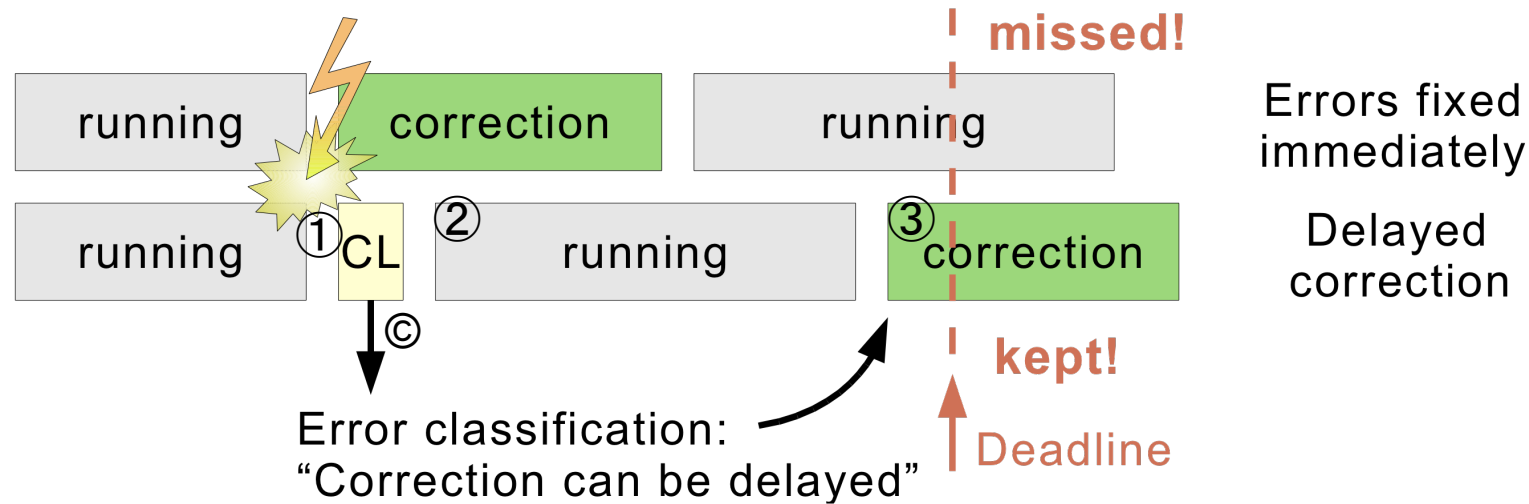 missed!
running
correction
running
Errors fixed
immediately
running
①
CL
②
running
③
correction
Delayed
correction
©
kept!
Error classification:
“Correction can be delayed”
Deadline